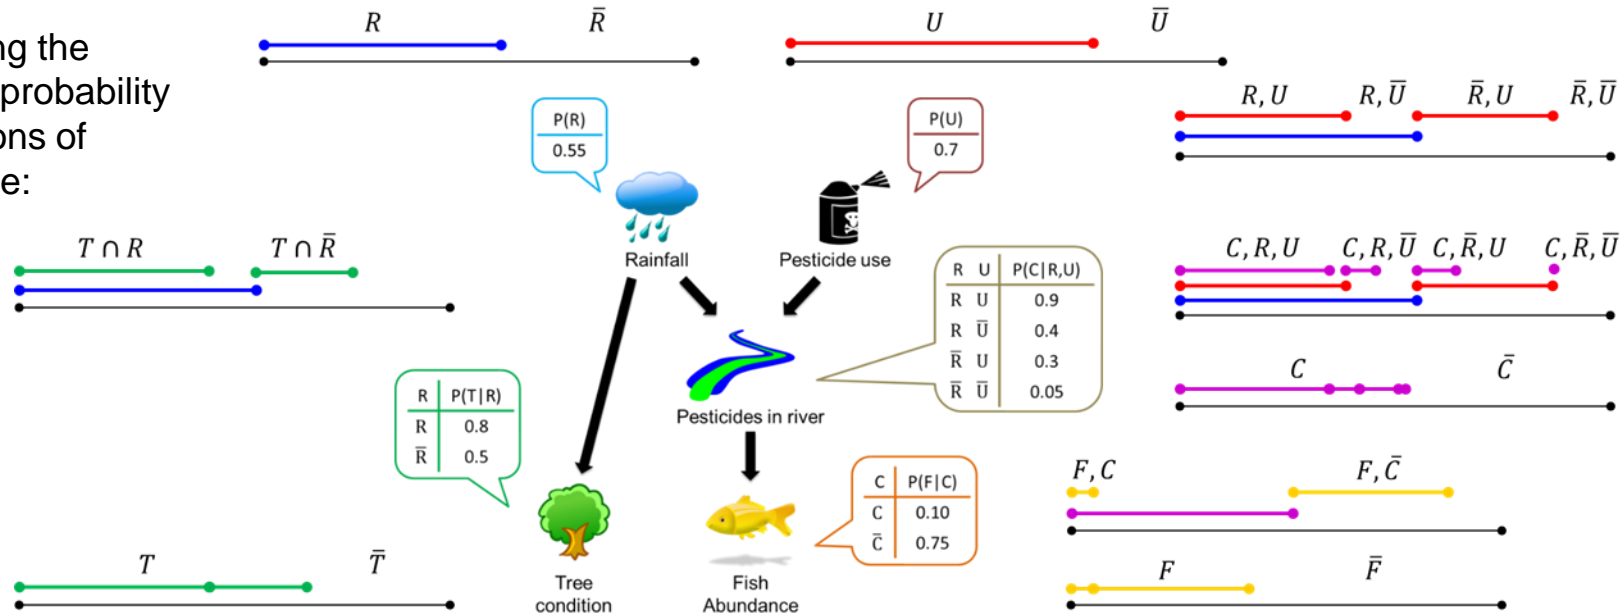 ng the
probability
ons of
e:
R R̄
U Ū
R, U R, Ū R̄, U R̄, Ū
P(R)
0.55
P(U)
0.7
T ∩ R T ∩ R̄
Rainfall
Pesticide use
C, R, U C, R, Ū C, R̄, U C, R̄, Ū
R U P(C|R,U)
R U 0.9
R Ū 0.4
R̄ U 0.3
R̄ Ū 0.05
C C̄
R P(T|R)
R 0.8
R̄ 0.5
Pesticides in river
C P(F|C)
C 0.10
C̄ 0.75
F, C F, C̄
T T̄
F F̄
Tree
condition
Fish
Abundance